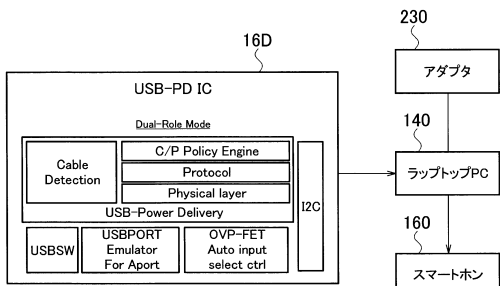 16D
USB-PD IC
Dual-Role Mode
Cable
Detection
C/P Policy Engine
Protocol
Physical layer
USB-Power Delivery
I2C
USBSW
USBPORT
Emulator
For Aport
OVP-FET
Auto input
select ctrl
230
アダプタ
140
ラップトップPC
160
スマートホン